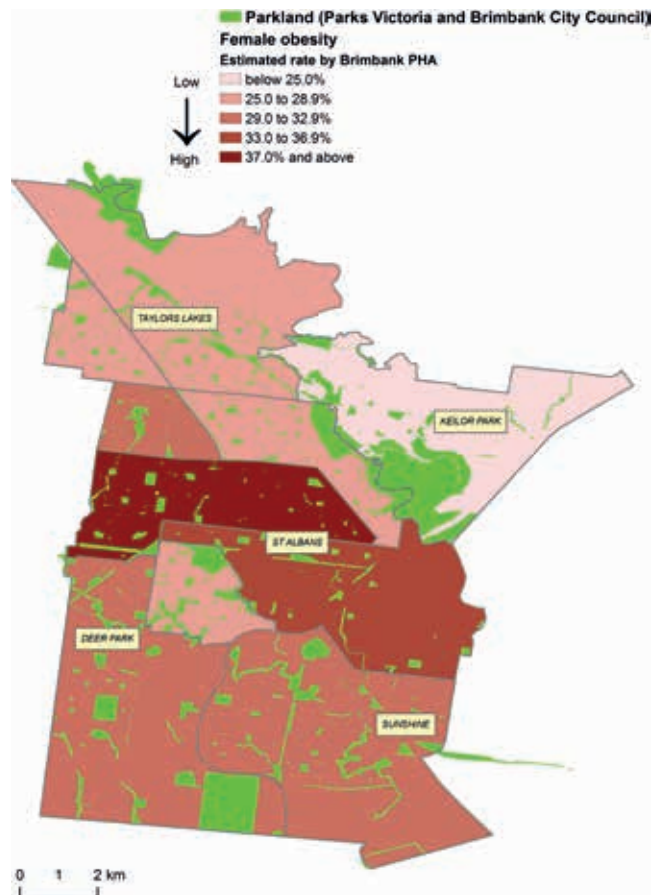 Parkland (Parks Victoria and Brimbank City Council)
Female obesity
Estimated rate by Brimbank PHA
Low
High
below 25.0%
25.0 to 28.9%
29.0 to 32.9%
33.0 to 36.9%
37.0% and above
TAYLORS LAKES
KEILOR PARK
ST ALBANS
DEER PARK
SUNSHINE
0 1 2 km